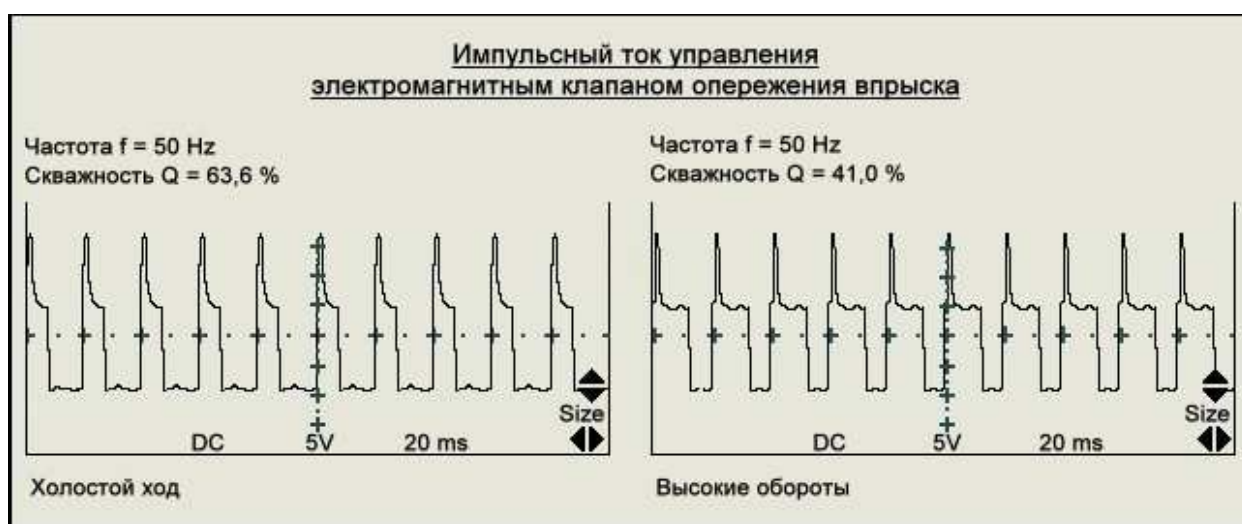 Импульсный ток управления
электромагнитным клапаном опережения впрыска
Частота f = 50 Hz
Скважность Q = 63,6 %
Size
DC 5V 20 ms
Холостой ход
Частота f = 50 Hz
Скважность Q = 41,0 %
Size
DC 5V 20 ms
Высокие обороты